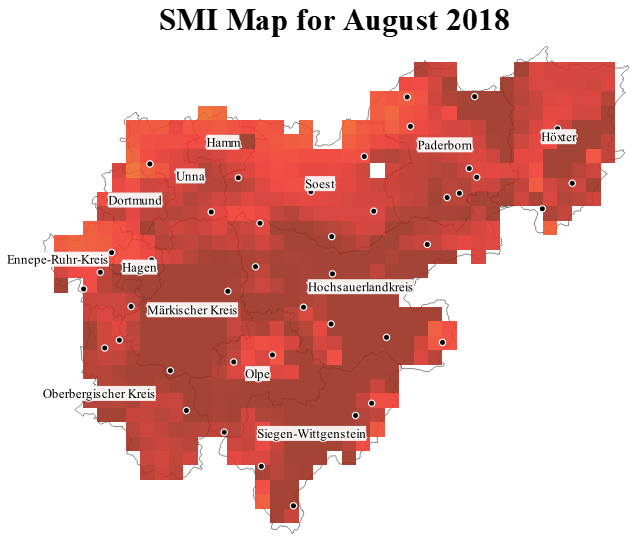 SMI Map for August 2018
Hamm
Paderborn
Höxter
Unna
Soest
Dortmund
Ennepe-Ruhr-Kreis
Hagen
Hochsauerlandkreis
Märkischer Kreis
Olpe
Oberbergischer Kreis
Siegen-Wittgenstein